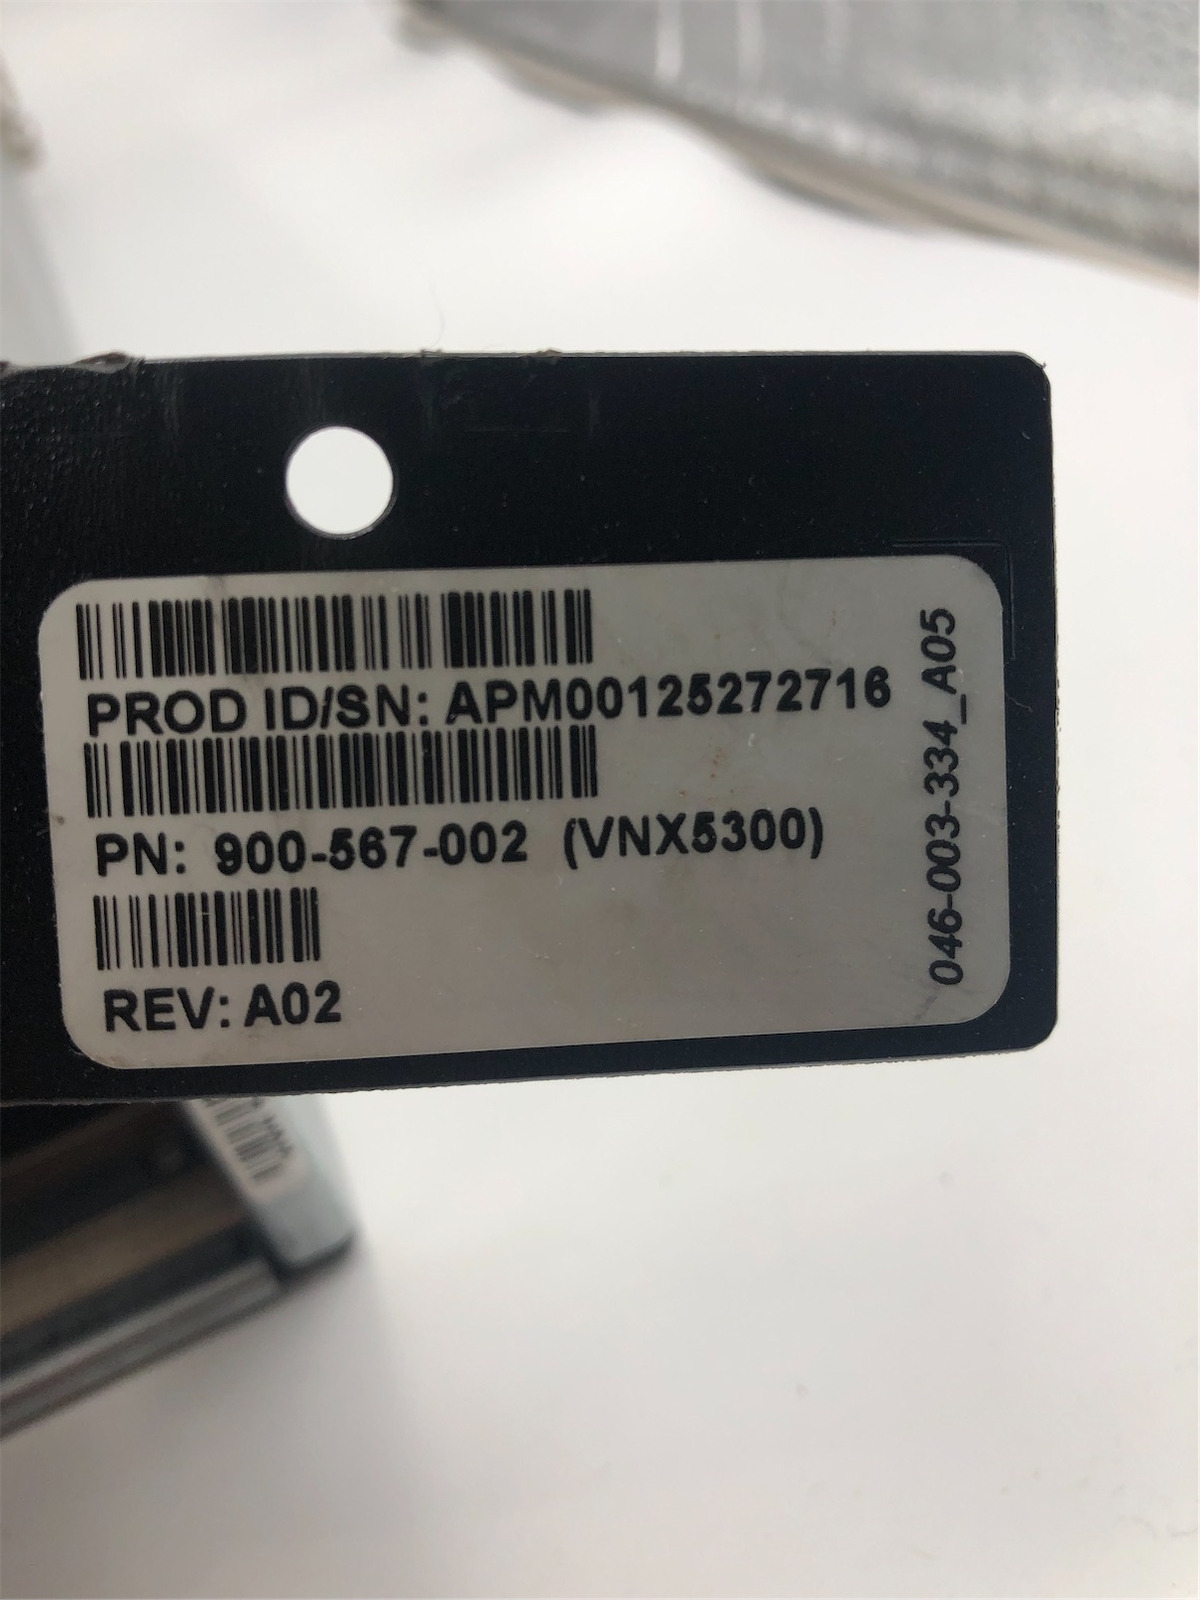 PROD ID/SN: APM00125272716
PN: 900-567-002 (VNX5300)
REV: A02
046-003-334_A05